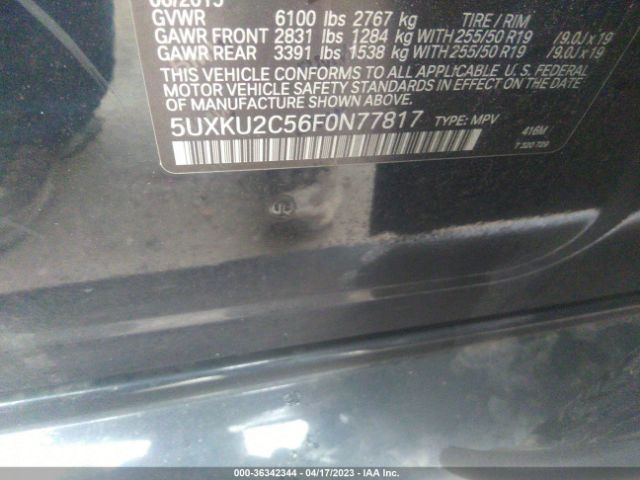 GVWR 6100 lbs 2767 kg TIRE / RIM
GAWR FRONT 2831 lbs 1284 kg WITH 255/50 R19 /9.0J x 19
GAWR REAR 3391 lbs 1538 kg WITH 255/50 R19 /9.0J x 19
THIS VEHICLE CONFORMS TO ALL APPLICABLE U.S. FEDERAL
MOTOR VEHICLE SAFETY STANDARDS IN EFFECT ON THE DATE
OF MANUFACTURE SHOWN ABOVE.
5UXKU2C56F0N77817 TYPE: MPV 416M
7 320 729
000-36342344 / 04/17/2023 / IAA Inc.